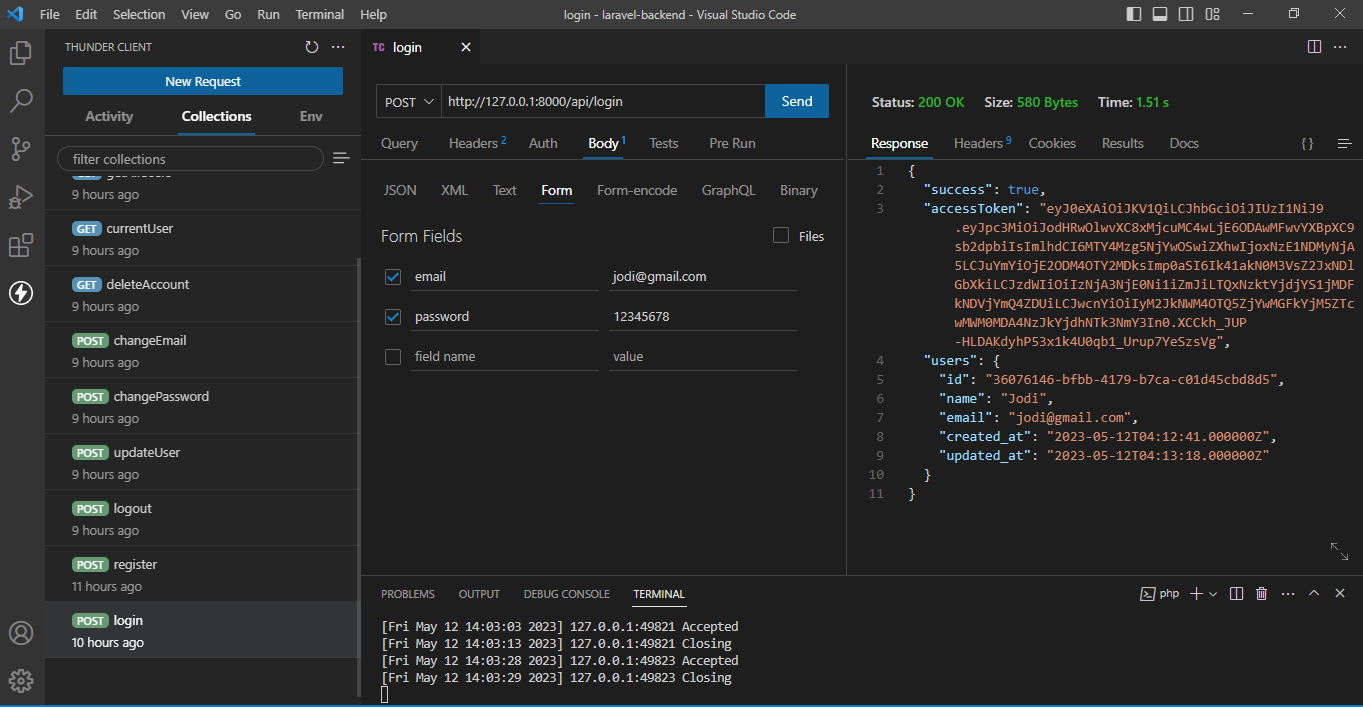 File Edit Selection View Go Run Terminal Help
login - laravel-backend - Visual Studio Code
THUNDER CLIENT
New Request
Activity Collections Env
filter collections
GET
9 hours ago
GET currentUser
9 hours ago
GET deleteAccount
9 hours ago
POST changeEmail
9 hours ago
POST changePassword
9 hours ago
POST updateUser
9 hours ago
POST logout
9 hours ago
POST register
11 hours ago
POST login
10 hours ago
TC login
POST http://127.0.0.1:8000/api/login Send
Query Headers 2 Auth Body 1 Tests Pre Run
JSON XML Text Form Form-encode GraphQL Binary
Form Fields Files
email jodi@gmail.com
password 12345678
field name value
Status: 200 OK Size: 580 Bytes Time: 1.51 s
Response Headers 9 Cookies Results Docs {}
1 {
2 "success": true,
3 "accessToken": "eyJ0eXAiOiJKV1QiLCJhbGciOiJIUzI1NiJ9
.eyJpc3MiOiJodHRwOlwvXC8xMjcuMC4wLjE6ODAwMFwvYXBpXC9
sb2dpbiIsImlhdCI6MTY4Mzg5NjYwOSwiZXhwIjoxNzE1NDMyNjA
5LCJuYmYiOjE2ODM4OTY2MDksImp0aSI6Ik41akN0M3VsZ2JxNDl
GbXkiLCJzdWIiOiIzNjA3NjE0Ni1iZmJiLTQxNzktYjdjYS1jMDF
kNDVjYmQ4ZDUiLCJwcnYiOiIyM2JkNWM4OTQ5ZjYwMGFkYjM5ZTc
wMWM0MDA4NzJkYjdhNTk3NmY3In0.XCCkh_JUP
-HLDAKdyhP53x1k4U0qb1_Urup7YeSzsVg",
4 "users": {
5 "id": "36076146-bfbb-4179-b7ca-c01d45cbd8d5",
6 "name": "Jodi",
7 "email": "jodi@gmail.com",
8 "created_at": "2023-05-12T04:12:41.000000Z",
9 "updated_at": "2023-05-12T04:13:18.000000Z"
10 }
11 }
PROBLEMS OUTPUT DEBUG CONSOLE TERMINAL php
[Fri May 12 14:03:03 2023] 127.0.0.1:49821 Accepted
[Fri May 12 14:03:13 2023] 127.0.0.1:49821 Closing
[Fri May 12 14:03:28 2023] 127.0.0.1:49823 Accepted
[Fri May 12 14:03:29 2023] 127.0.0.1:49823 Closing